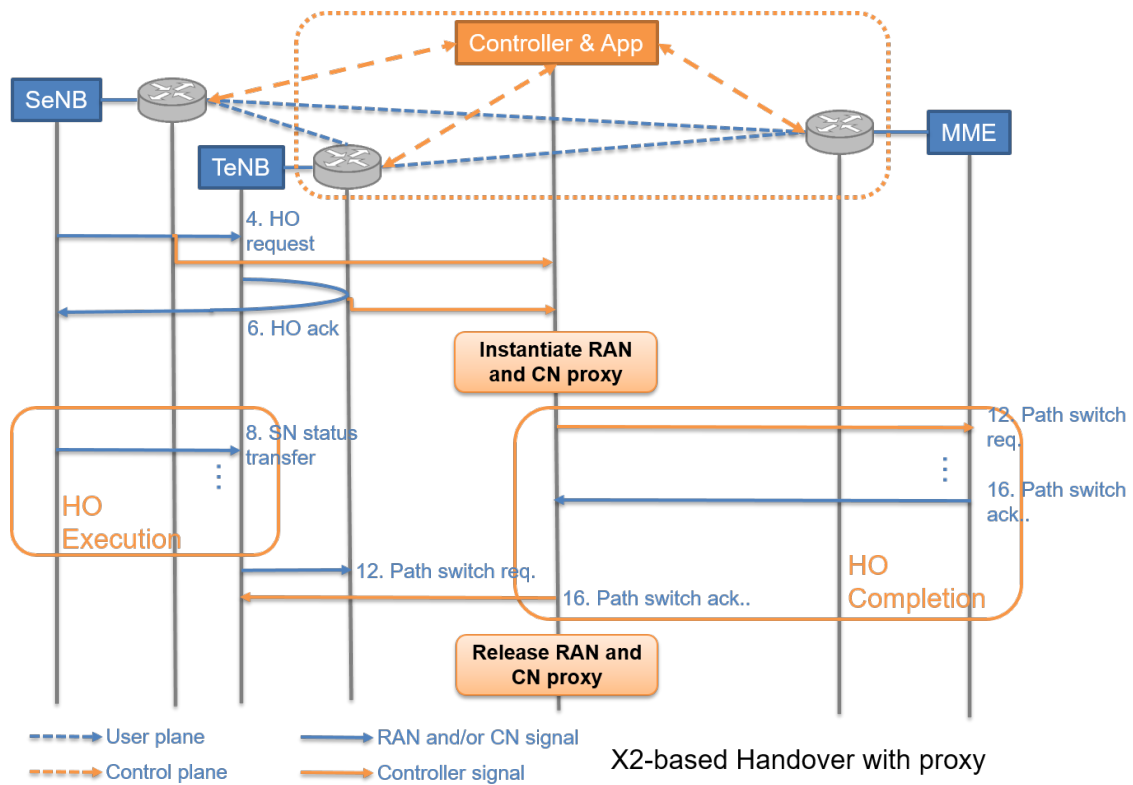 Controller & App
SeNB
MME
TeNB
4. HO
request
6. HO ack
Instantiate RAN
and CN proxy
12. Path switch
req.
8. SN status
transfer
16. Path switch
ack..
HO
Execution
HO
Completion
12. Path switch req.
16. Path switch ack..
Release RAN and
CN proxy
User plane
RAN and/or CN signal
Control plane
Controller signal
X2-based Handover with proxy